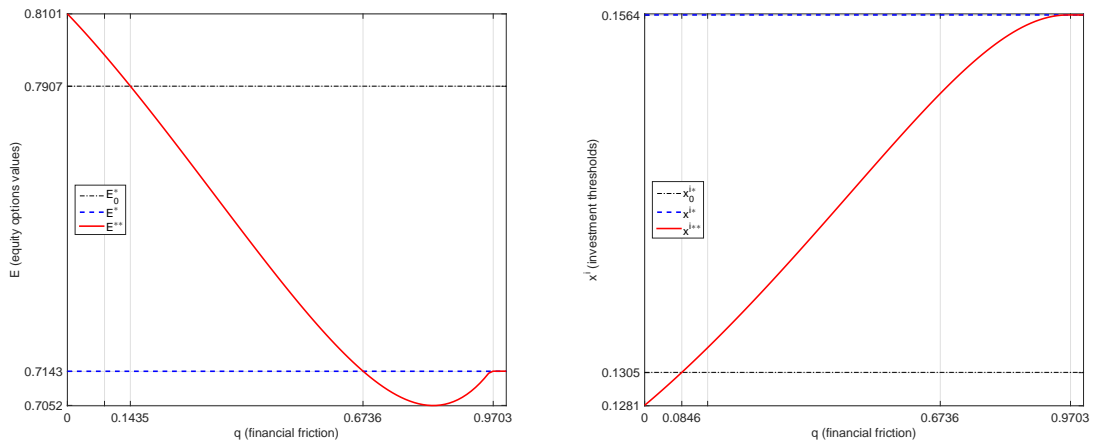 0.8101
0.7907
0.7143
0.7052
E (equity options values)
E*0
E*
E**
0 0.1435 0.6736 0.9703
q (financial friction)
0.1564
0.1305
0.1281
x^i (investment thresholds)
x^i*0
x^i*
x^i**
0 0.0846 0.6736 0.9703
q (financial friction)